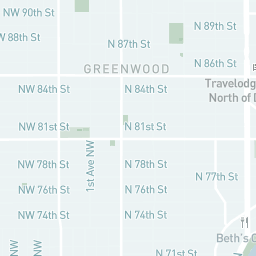 NW 90th St
N 89th St
88th St
N 87th St
N 86th St
GREENWOOD
Travelodg
North of
NW 84th St
N 84th St
NW 81st St
N 81st St
1st Ave NW
NW 78th St
N 78th St
N 77th St
NW 76th St
N 76th St
NW 74th St
N 74th St
Beth's
N 71st St
NW
NW